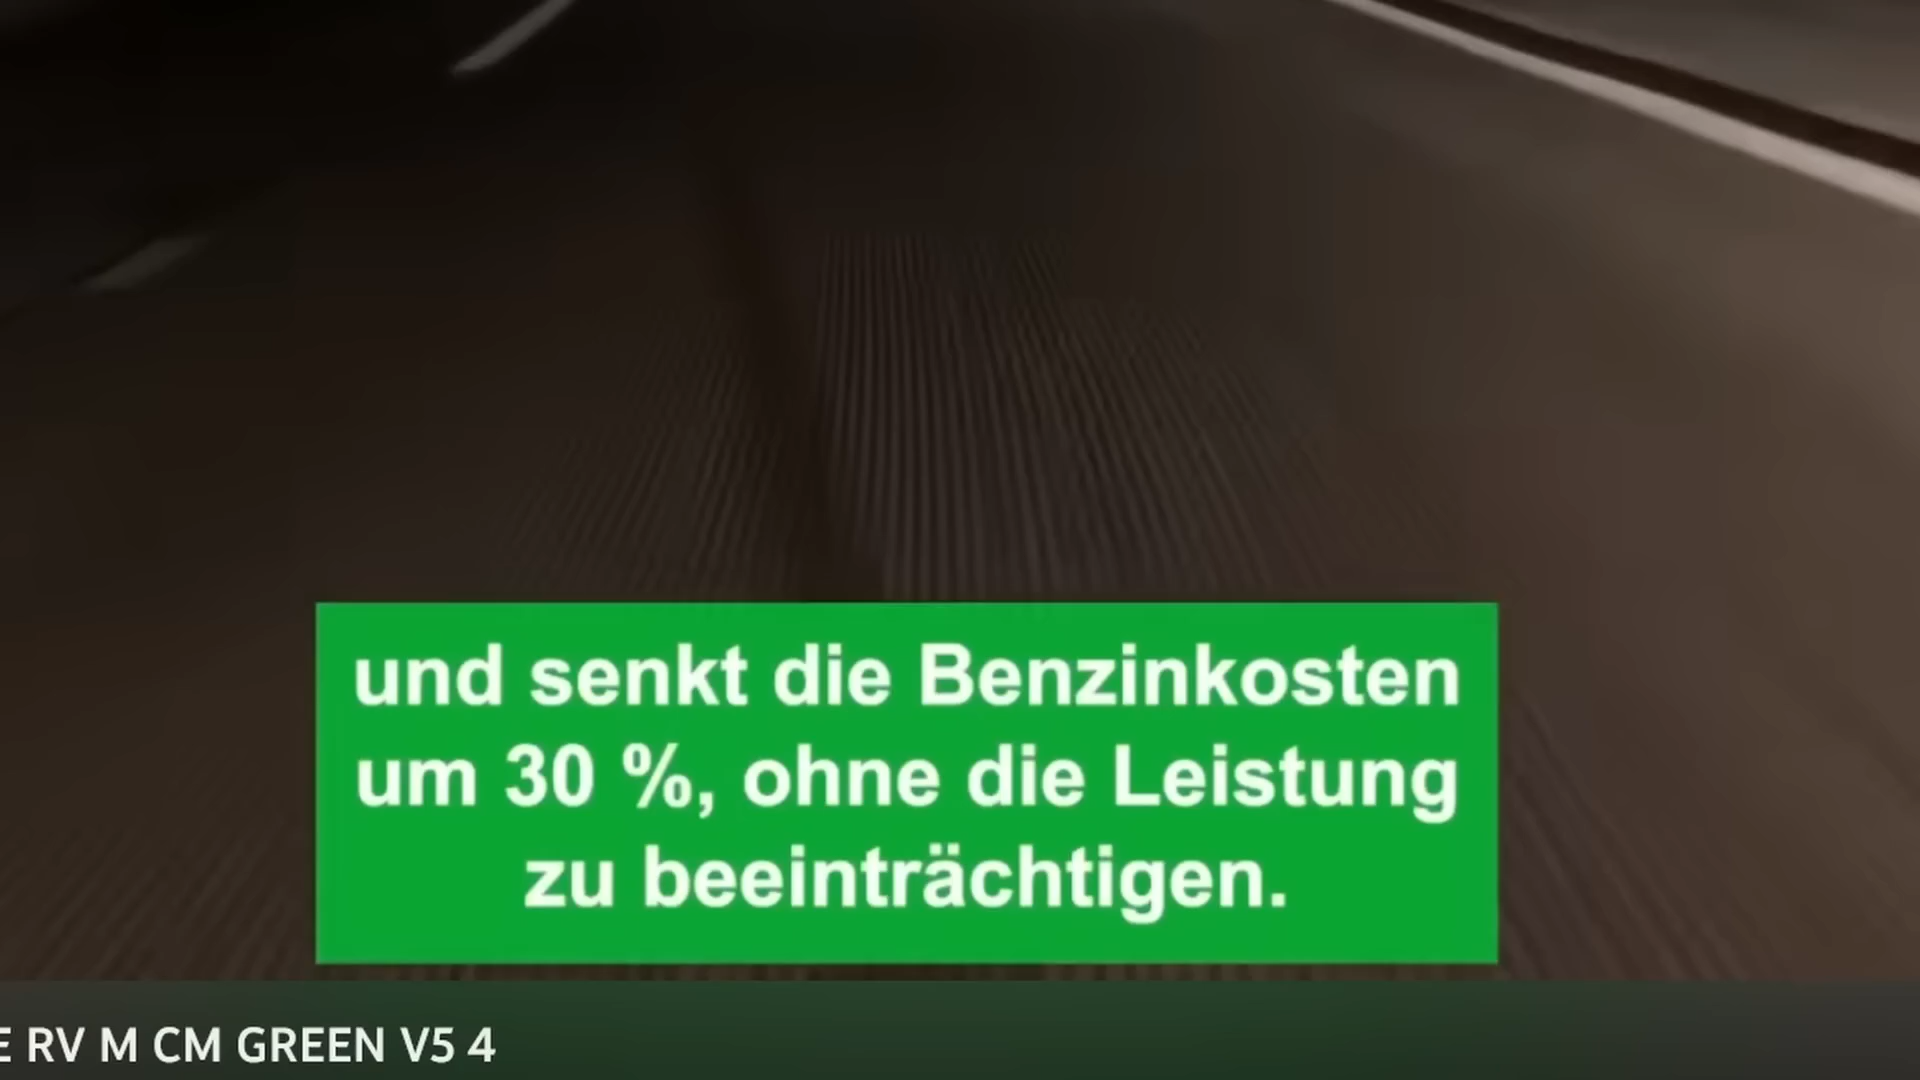 und senkt die Benzinkosten
um 30 %, ohne die Leistung
zu beeinträchtigen.
E RV M CM GREEN V5 4